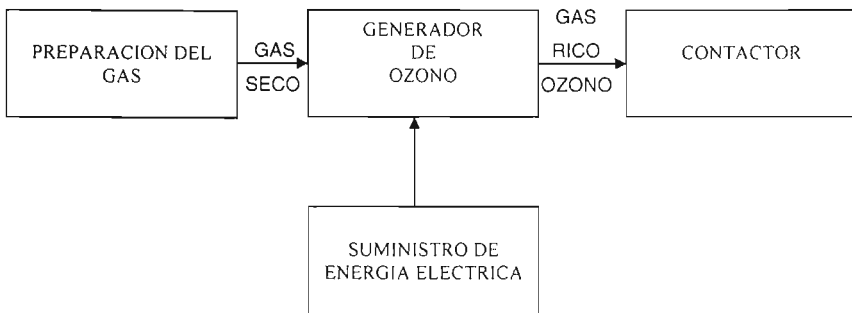 PREPARACION DEL
GAS
GAS
SECO
GENERADOR
DE
OZONO
GAS
RICO
OZONO
CONTACTOR
SUMINISTRO DE
ENERGIA ELECTRICA